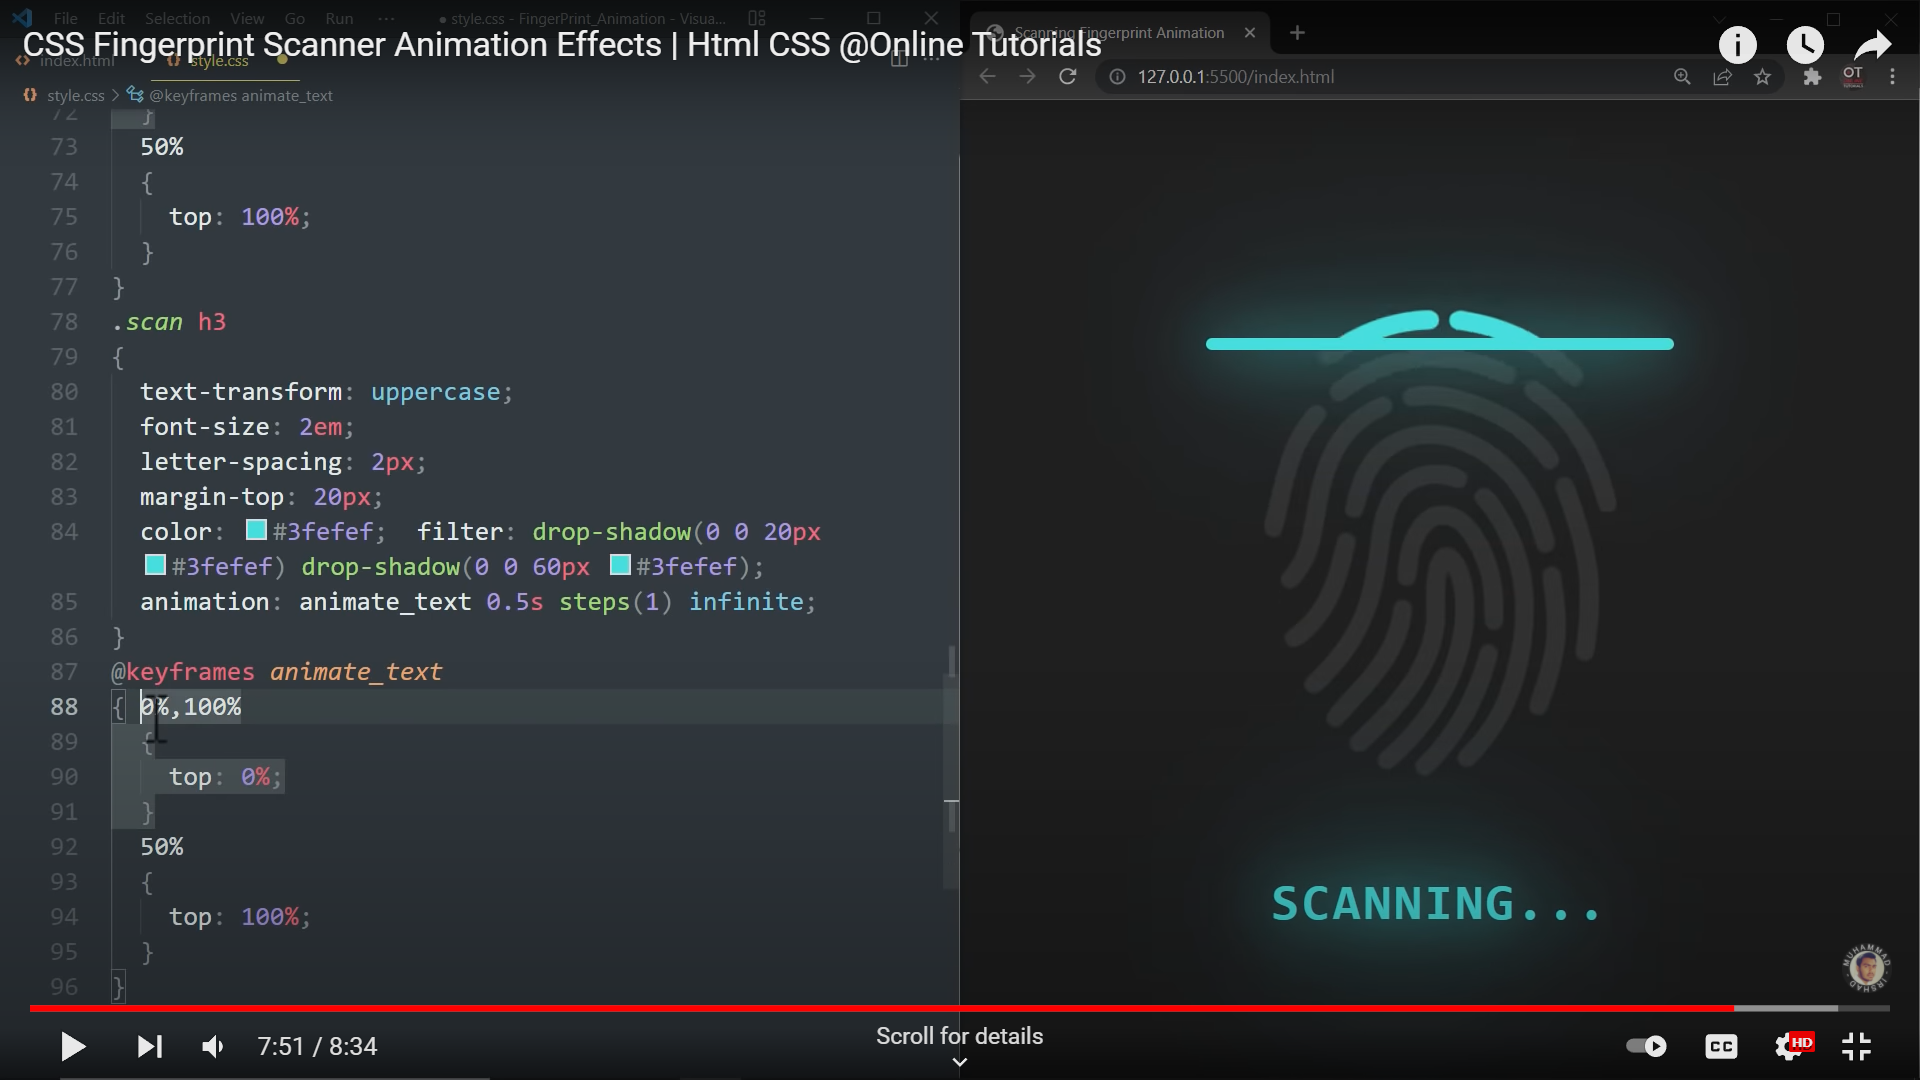 File Edit Selection View Go Run ... ● style.css - FingerPrint_Animation - Visua...
CSS Fingerprint Scanner Animation Effects | Html CSS @Online Tutorials
Scanning Fingerprint Animation
index.html style.css
127.0.0.1:5500/index.html
OT
style.css > @keyframes animate_text
72 }
73 50%
74 {
75 top: 100%;
76 }
77 }
78 .scan h3
79 {
80 text-transform: uppercase;
81 font-size: 2em;
82 letter-spacing: 2px;
83 margin-top: 20px;
84 color: #3fefef; filter: drop-shadow(0 0 20px
#3fefef) drop-shadow(0 0 60px #3fefef);
85 animation: animate_text 0.5s steps(1) infinite;
86 }
87 @keyframes animate_text
88 { 0%,100%
89 {
90 top: 0%;
91 }
92 50%
93 {
94 top: 100%;
95 }
96 }
SCANNING...
MUHAMMAD IRSHAD
7:51 / 8:34
Scroll for details
CC
HD